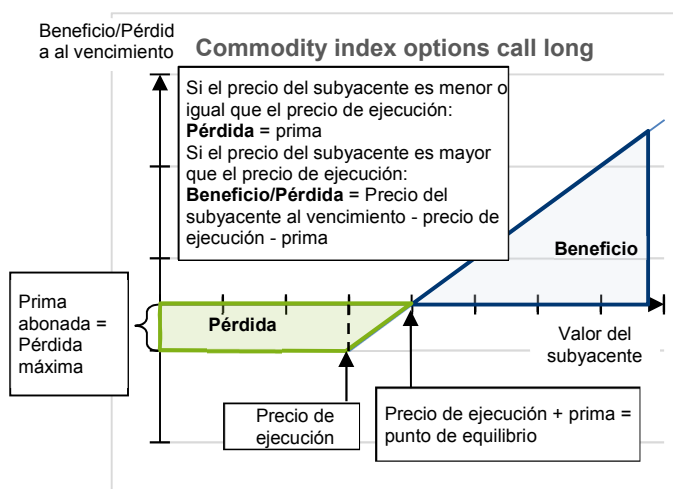 Beneficio/Pérdid
a al vencimiento
Commodity index options call long
Si el precio del subyacente es menor o
igual que el precio de ejecución:
Pérdida = prima
Si el precio del subyacente es mayor
que el precio de ejecución:
Beneficio/Pérdida = Precio del
subyacente al vencimiento - precio de
ejecución - prima
Beneficio
Prima
abonada =
Pérdida
máxima
Pérdida
Valor del
subyacente
Precio de
ejecución
Precio de ejecución + prima =
punto de equilibrio